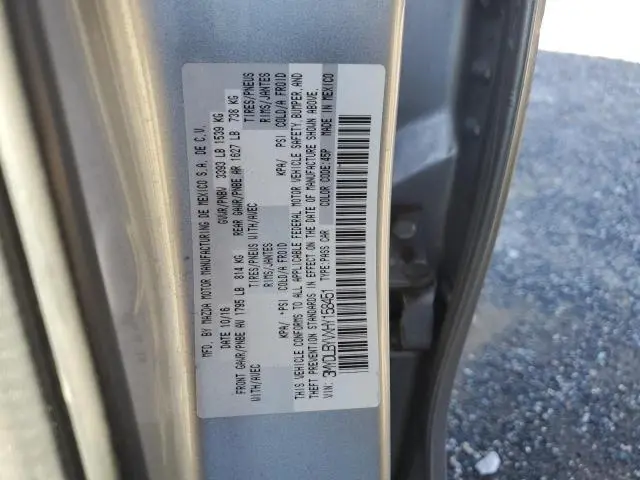 MFG. BY MAZDA MOTOR MANUFACTURING DE MEXICO S.A. DE C.V.
DATE 10/16 GVWR/PNBV 3393 LB 1539 KG
FRONT GAWR/PNBE AV 1795 LB 814 KG REAR GAWR/PNBE AR 1627 LB 738 KG
WITH/AVEC TIRES/PNEUS WITH/AVEC TIRES/PNEUS
RIMS/JANTES RIMS/JANTES
KPA/ PSI COLD/A FROID KPA/ PSI COLD/A FROID
THIS VEHICLE CONFORMS TO ALL APPLICABLE FEDERAL MOTOR VEHICLE SAFETY BUMPER, AND
THEFT PREVENTION STANDARDS IN EFFECT ON THE DATE OF MANUFACTURE SHOWN ABOVE.
VIN: TYPE:PASS CAR COLOR CODE:45P MADE IN MEXICO